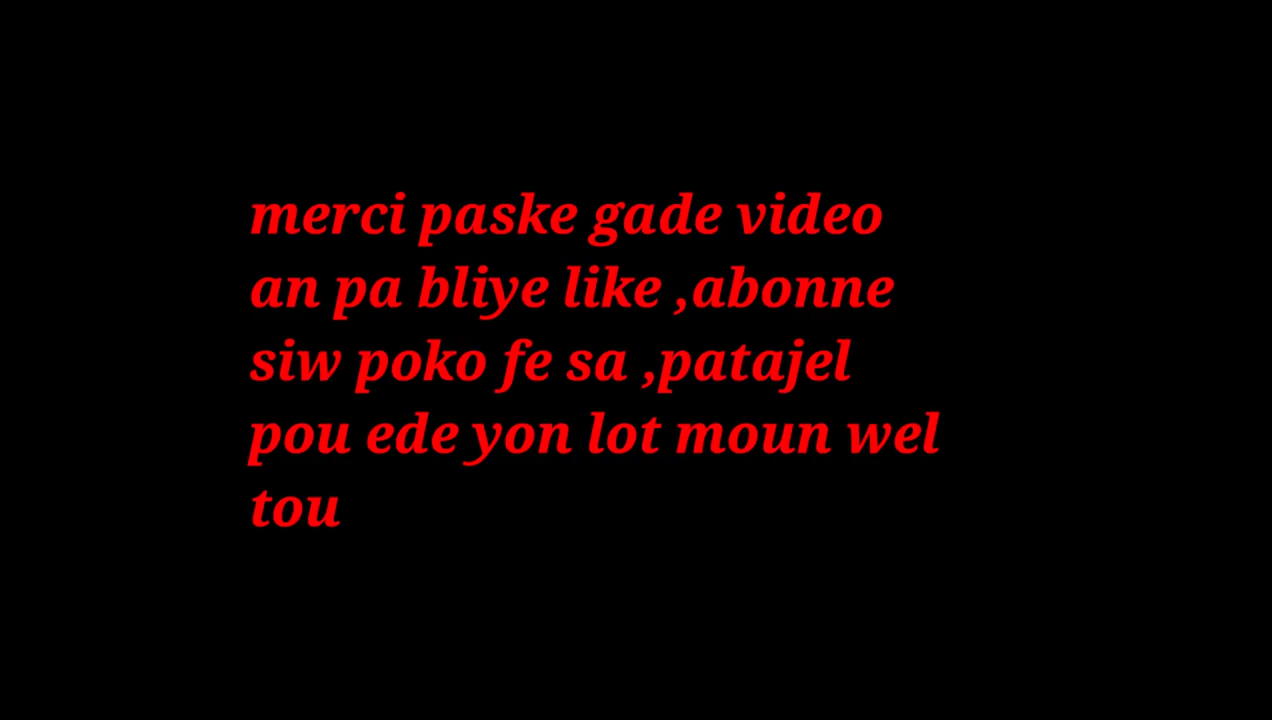 merci paske gade video
an pa bliye like ,abonne
siw poko fe sa ,patajel
pou ede yon lot moun wel
tou